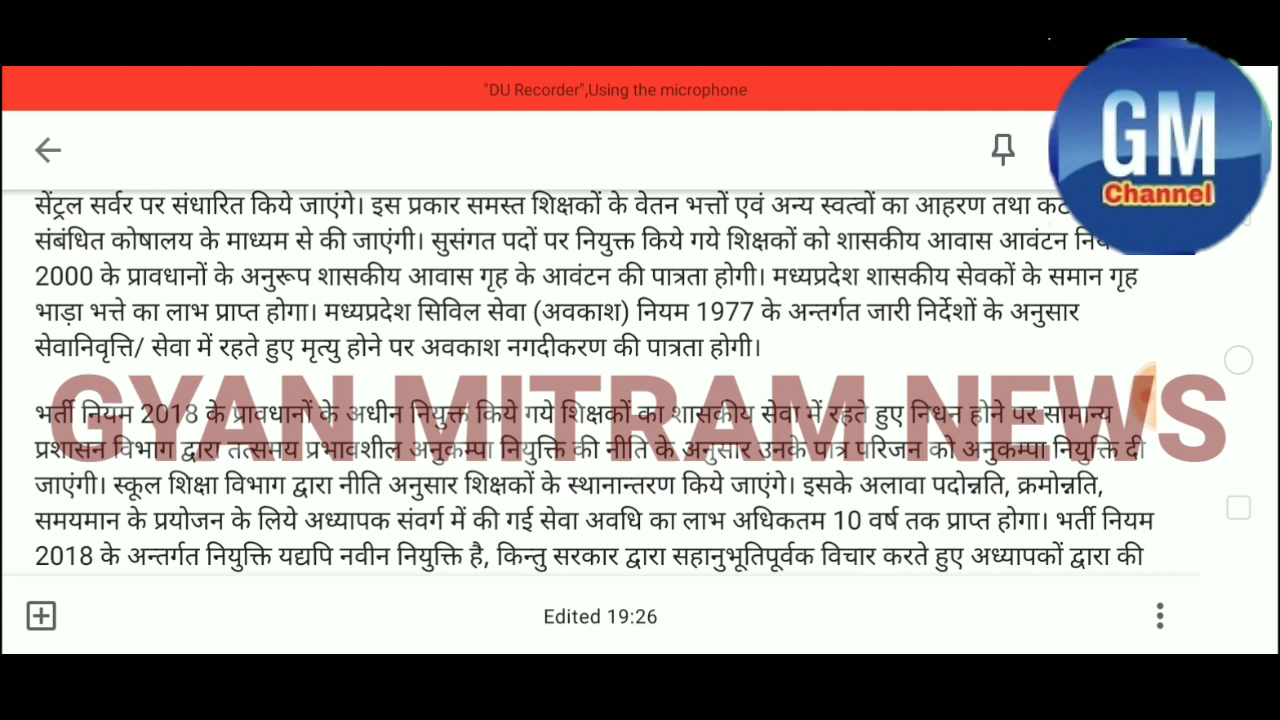 "DU Recorder",Using the microphone
GM
Channel
सेंट्रल सर्वर पर संधारित किये जाएंगे। इस प्रकार समस्त शिक्षकों के वेतन भत्तों एवं अन्य स्वत्वों का आहरण तथा
संबंधित कोषालय के माध्यम से की जाएंगी। सुसंगत पदों पर नियुक्त किये गये शिक्षकों को शासकीय आवास आवंटन
2000 के प्रावधानों के अनुरूप शासकीय आवास गृह के आवंटन की पात्रता होगी। मध्यप्रदेश शासकीय सेवकों के समान गृह
भाड़ा भत्ते का लाभ प्राप्त होगा। मध्यप्रदेश सिविल सेवा (अवकाश) नियम 1977 के अन्तर्गत जारी निर्देशों के अनुसार
सेवानिवृत्ति/ सेवा में रहते हुए मृत्यु होने पर अवकाश नगदीकरण की पात्रता होगी।
GYAN MITRAM NEWS
भर्ती नियम 2018 के प्रावधानों के अधीन नियुक्त किये गये शिक्षकों का शासकीय सेवा में रहते हुए निधन होने पर सामान्य
प्रशासन विभाग द्वारा तत्समय प्रभावशील अनुकम्पा नियुक्ति की नीति के अनुसार उनके पात्र परिजन को अनुकम्पा नियुक्ति दी
जाएंगी। स्कूल शिक्षा विभाग द्वारा नीति अनुसार शिक्षकों के स्थानान्तरण किये जाएंगे। इसके अलावा पदोन्नति, क्रमोन्नति,
समयमान के प्रयोजन के लिये अध्यापक संवर्ग में की गई सेवा अवधि का लाभ अधिकतम 10 वर्ष तक प्राप्त होगा। भर्ती नियम
2018 के अन्तर्गत नियुक्ति यद्यपि नवीन नियुक्ति है, किन्तु सरकार द्वारा सहानुभूतिपूर्वक विचार करते हुए अध्यापकों द्वारा की
Edited 19:26